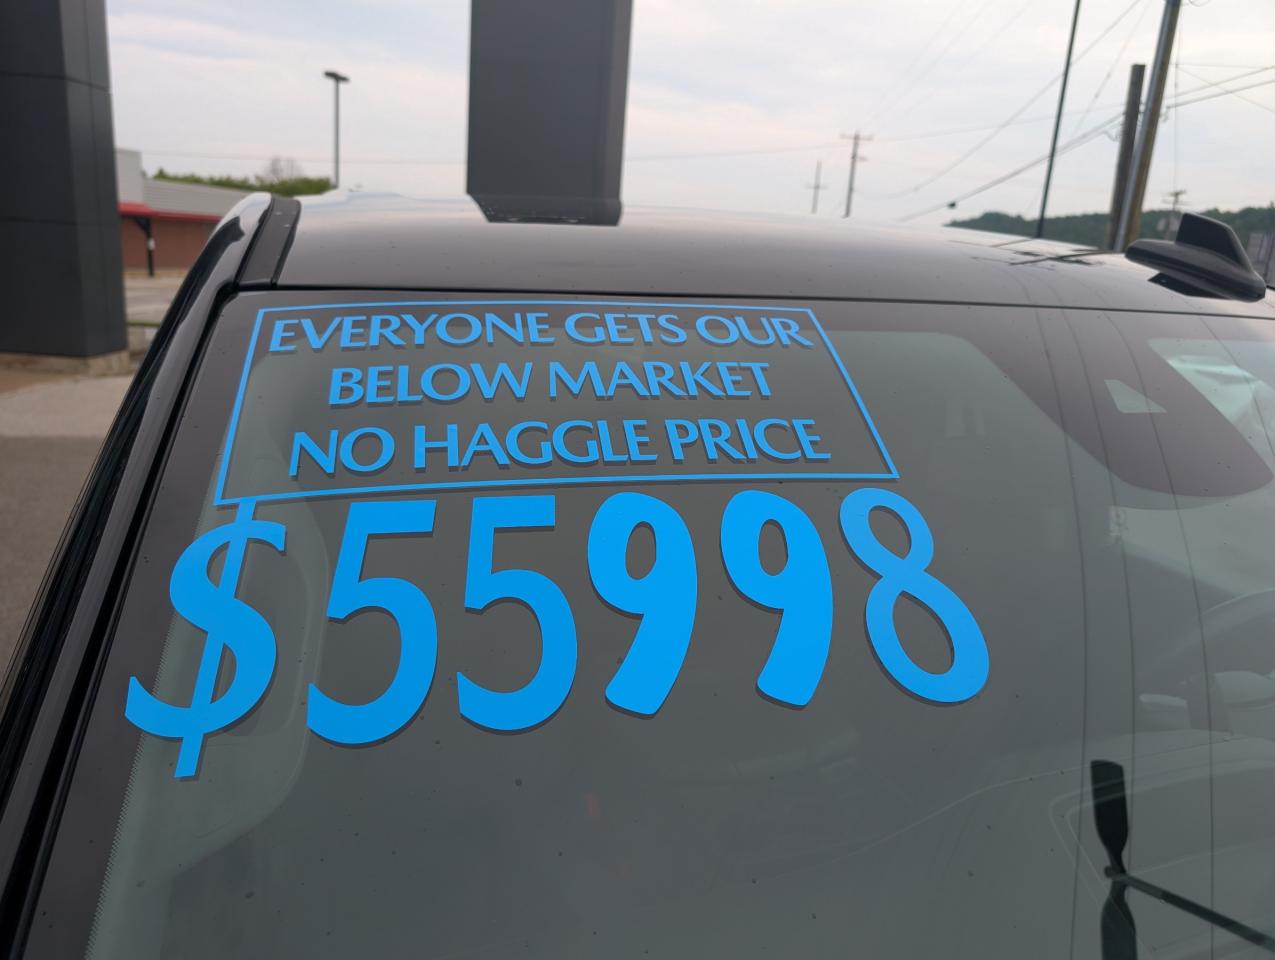 EVERYONE GETS OUR
BELOW MARKET
NO HAGGLE PRICE
$55998